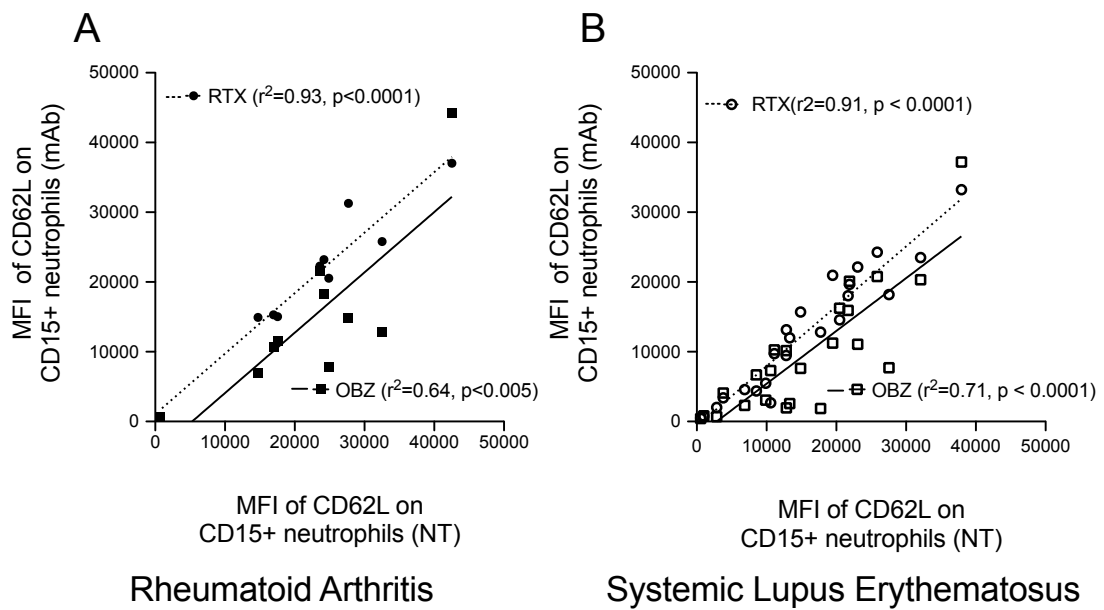 A
MFI of CD62L on
CD15+ neutrophils (mAb)
50000
40000
30000
20000
10000
0
RTX (r²=0.93, p<0.0001)
OBZ (r²=0.64, p<0.005)
0 10000 20000 30000 40000 50000
MFI of CD62L on
CD15+ neutrophils (NT)
Rheumatoid Arthritis
B
MFI of CD62L on
CD15+ neutrophils (mAb)
50000
40000
30000
20000
10000
0
RTX(r2=0.91, p < 0.0001)
OBZ (r²=0.71, p < 0.0001)
0 10000 20000 30000 40000 50000
MFI of CD62L on
CD15+ neutrophils (NT)
Systemic Lupus Erythematosus